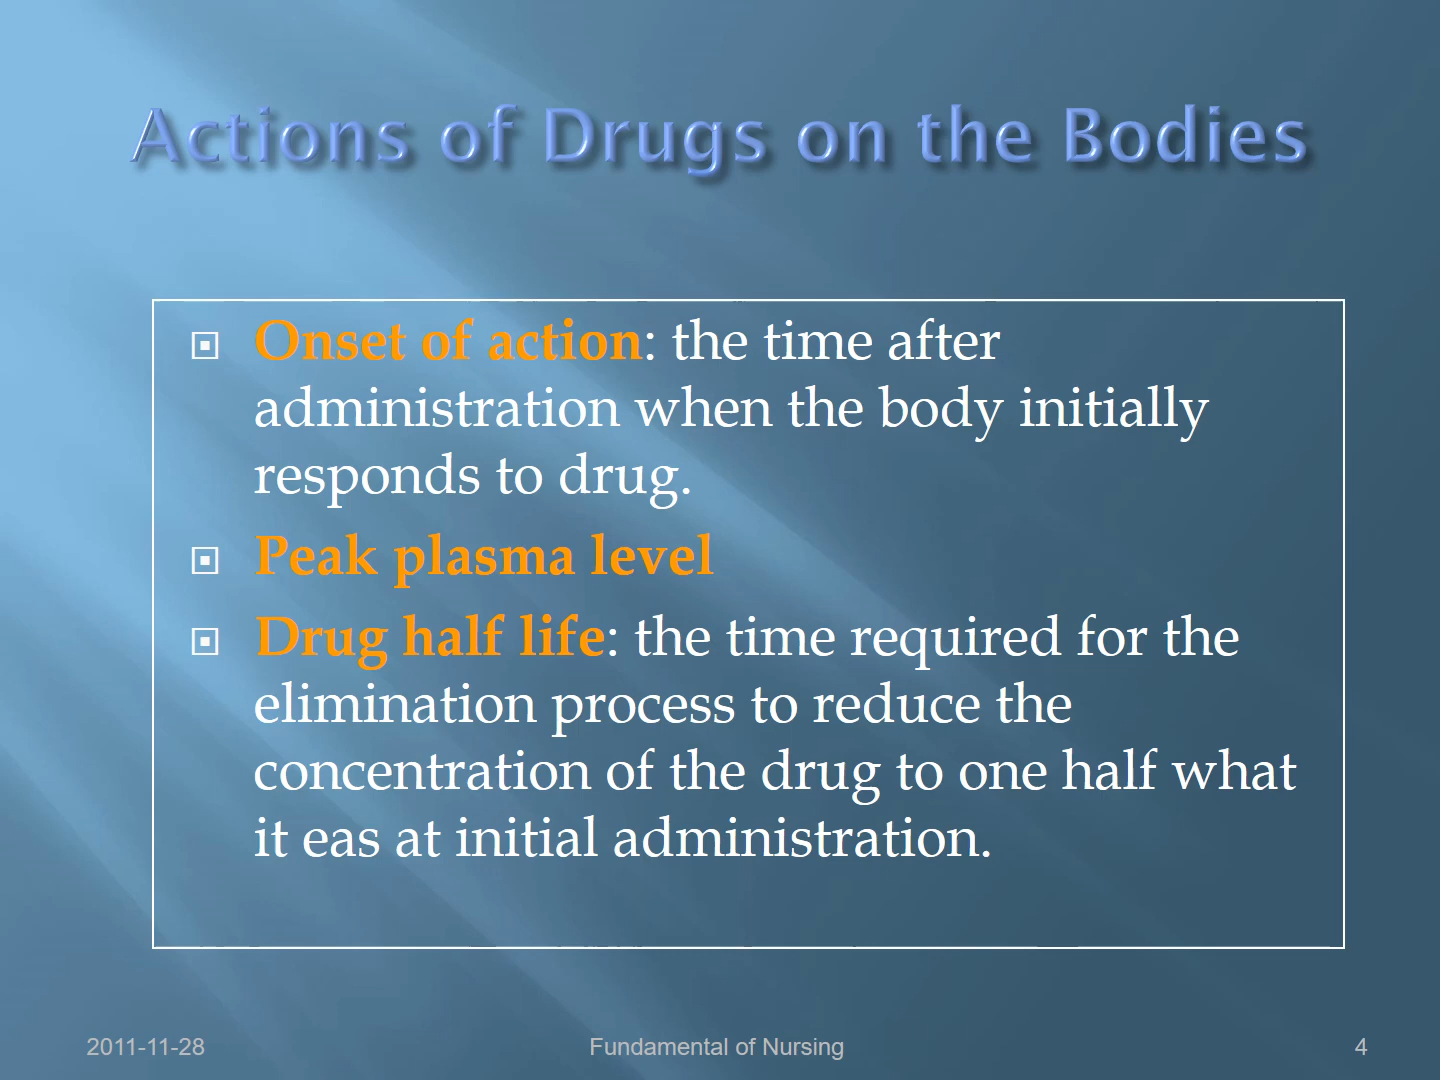 Actions of Drugs on the Bodies
Onset of action: the time after
administration when the body initially
responds to drug.
Peak plasma level
Drug half life: the time required for the
elimination process to reduce the
concentration of the drug to one half what
it eas at initial administration.
2011-11-28
Fundamental of Nursing
4